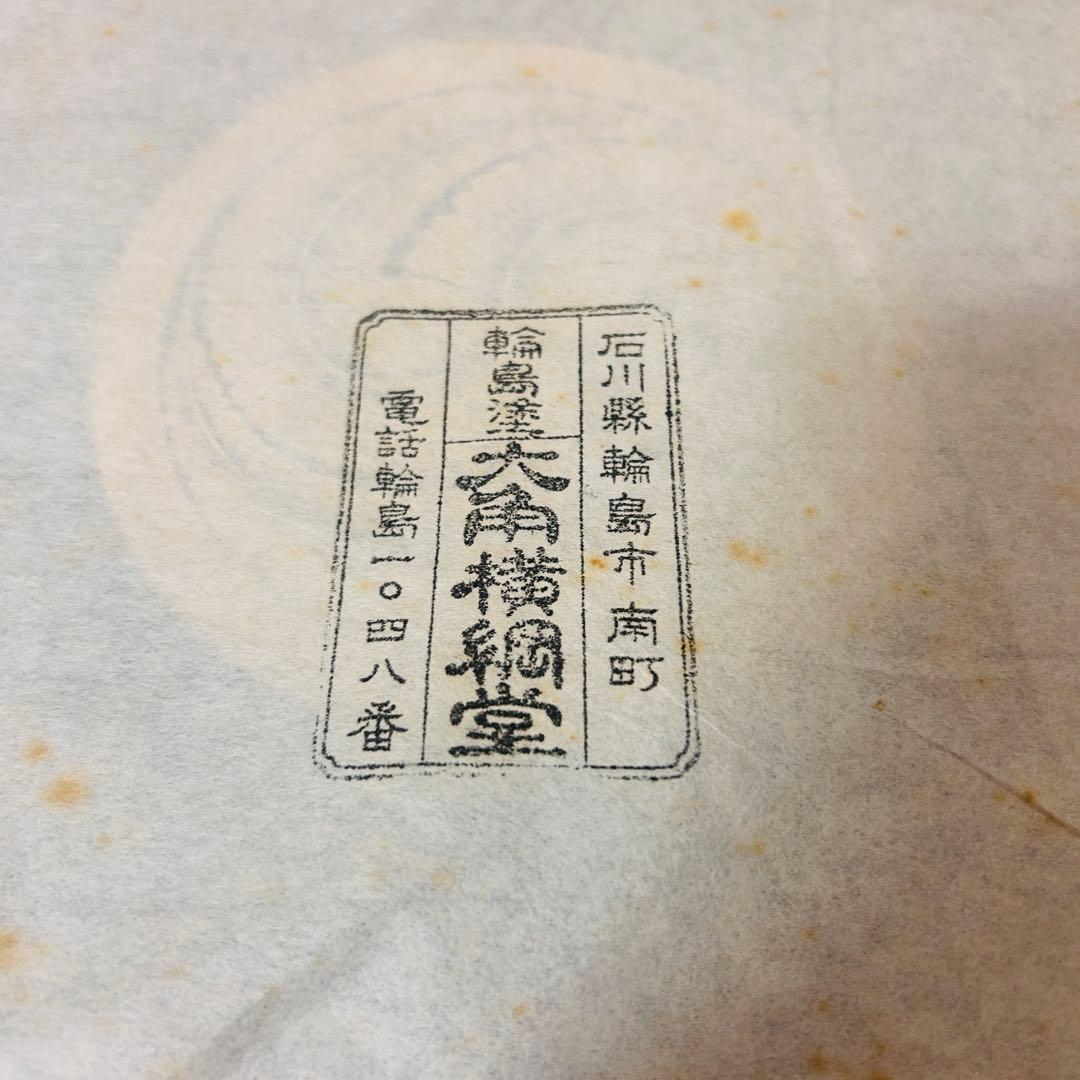 石川縣輪島市南町
輪島塗
大角横綱堂
電話輪島一〇四八番